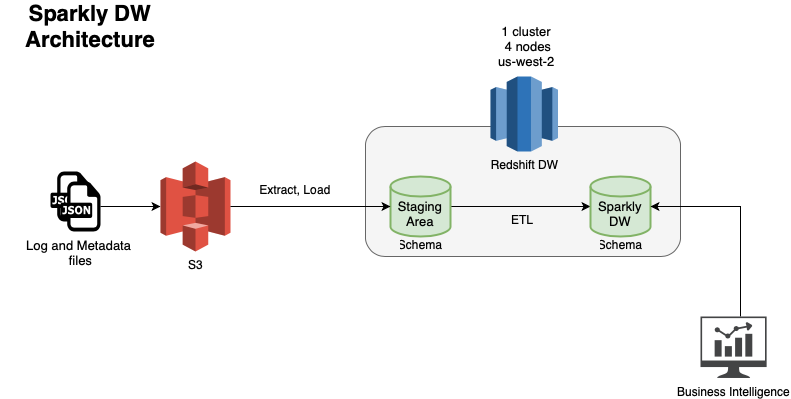 Sparkly DW
Architecture
1 cluster
4 nodes
us-west-2
Redshift DW
JSON
JSON
Log and Metadata
files
S3
Extract, Load
Staging
Area
Schema
ETL
Sparkly
DW
Schema
Business Intelligence